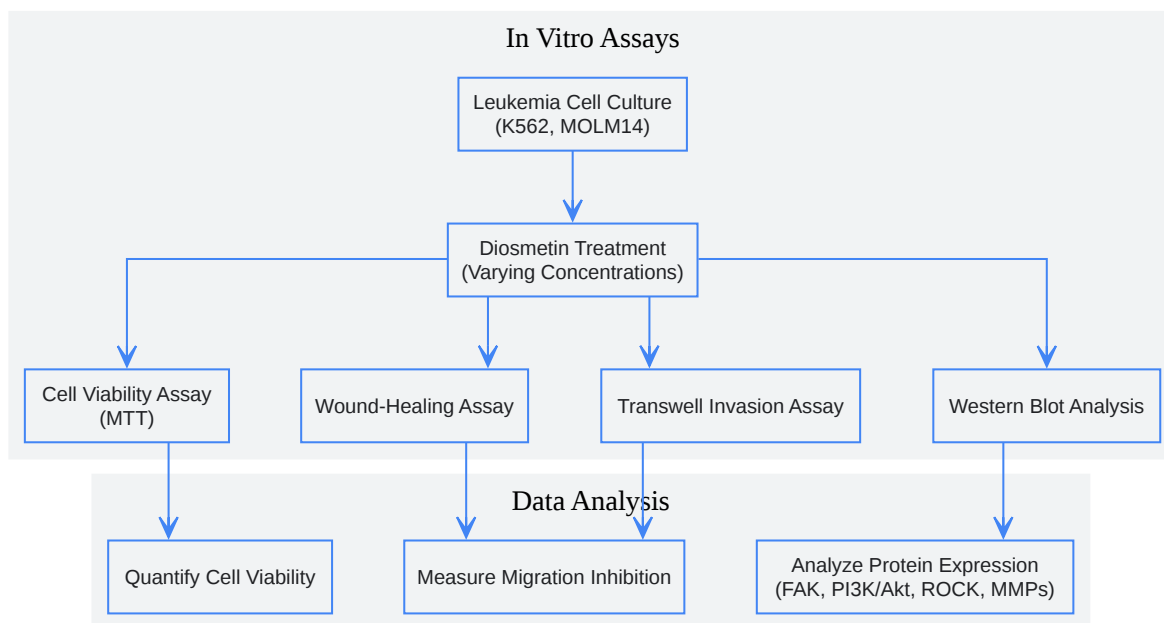 In Vitro Assays
Leukemia Cell Culture
(K562, MOLM14)
Diosmetin Treatment
(Varying Concentrations)
Cell Viability Assay
(MTT)
Wound-Healing Assay
Transwell Invasion Assay
Western Blot Analysis
Data Analysis
Quantify Cell Viability
Measure Migration Inhibition
Analyze Protein Expression
(FAK, PI3K/Akt, ROCK, MMPs)